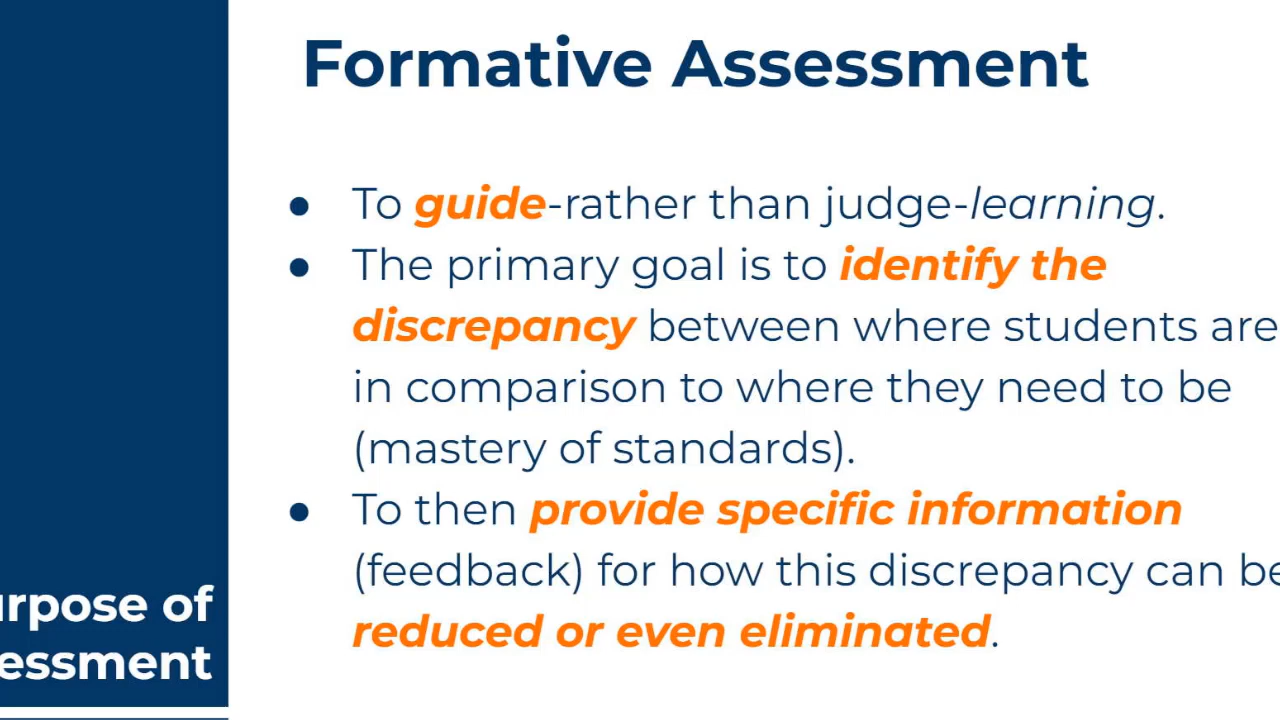 Formative Assessment
● To guide-rather than judge-learning.
● The primary goal is to identify the
discrepancy between where students are
in comparison to where they need to be
(mastery of standards).
● To then provide specific information
(feedback) for how this discrepancy can be
reduced or even eliminated.
urpose of
essment